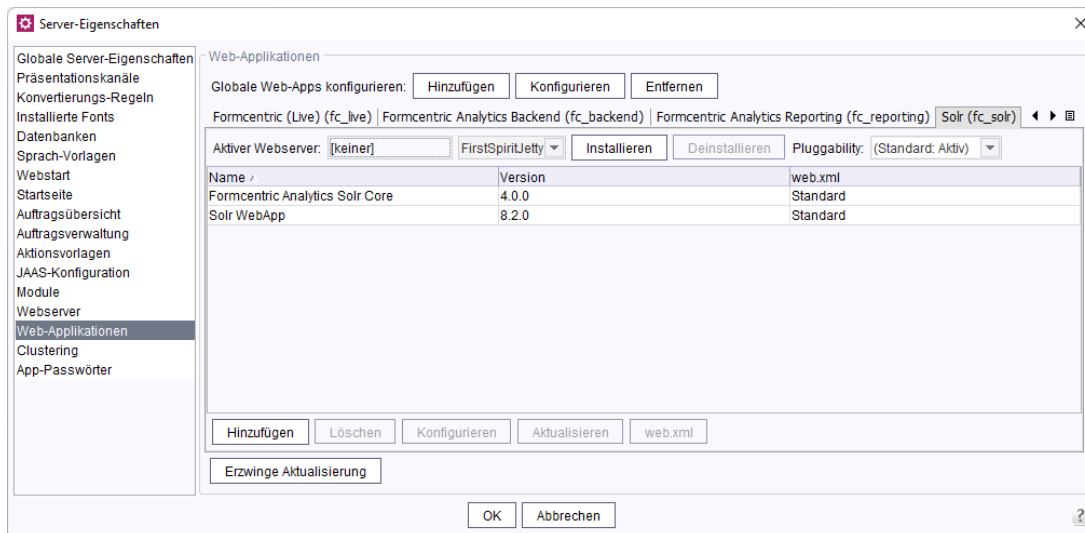 Server-Eigenschaften
Globale Server-Eigenschaften
Präsentationskanäle
Konvertierungs-Regeln
Installierte Fonts
Datenbanken
Sprach-Vorlagen
Webstart
Startseite
Auftragsübersicht
Auftragsverwaltung
Aktionsvorlagen
JAAS-Konfiguration
Module
Webserver
Web-Applikationen
Clustering
App-Passwörter
Web-Applikationen
Globale Web-Apps konfigurieren: Hinzufügen Konfigurieren Entfernen
Formcentric (Live) (fc_live) Formcentric Analytics Backend (fc_backend) Formcentric Analytics Reporting (fc_reporting) Solr (fc_solr)
Aktiver Webserver: [keiner] FirstSpiritJetty Installieren Deinstallieren Pluggability: (Standard: Aktiv)
Name Version web.xml
Formcentric Analytics Solr Core 4.0.0 Standard
Solr WebApp 8.2.0 Standard
Hinzufügen Löschen Konfigurieren Aktualisieren web.xml
Erzwinge Aktualisierung
OK Abbrechen ?